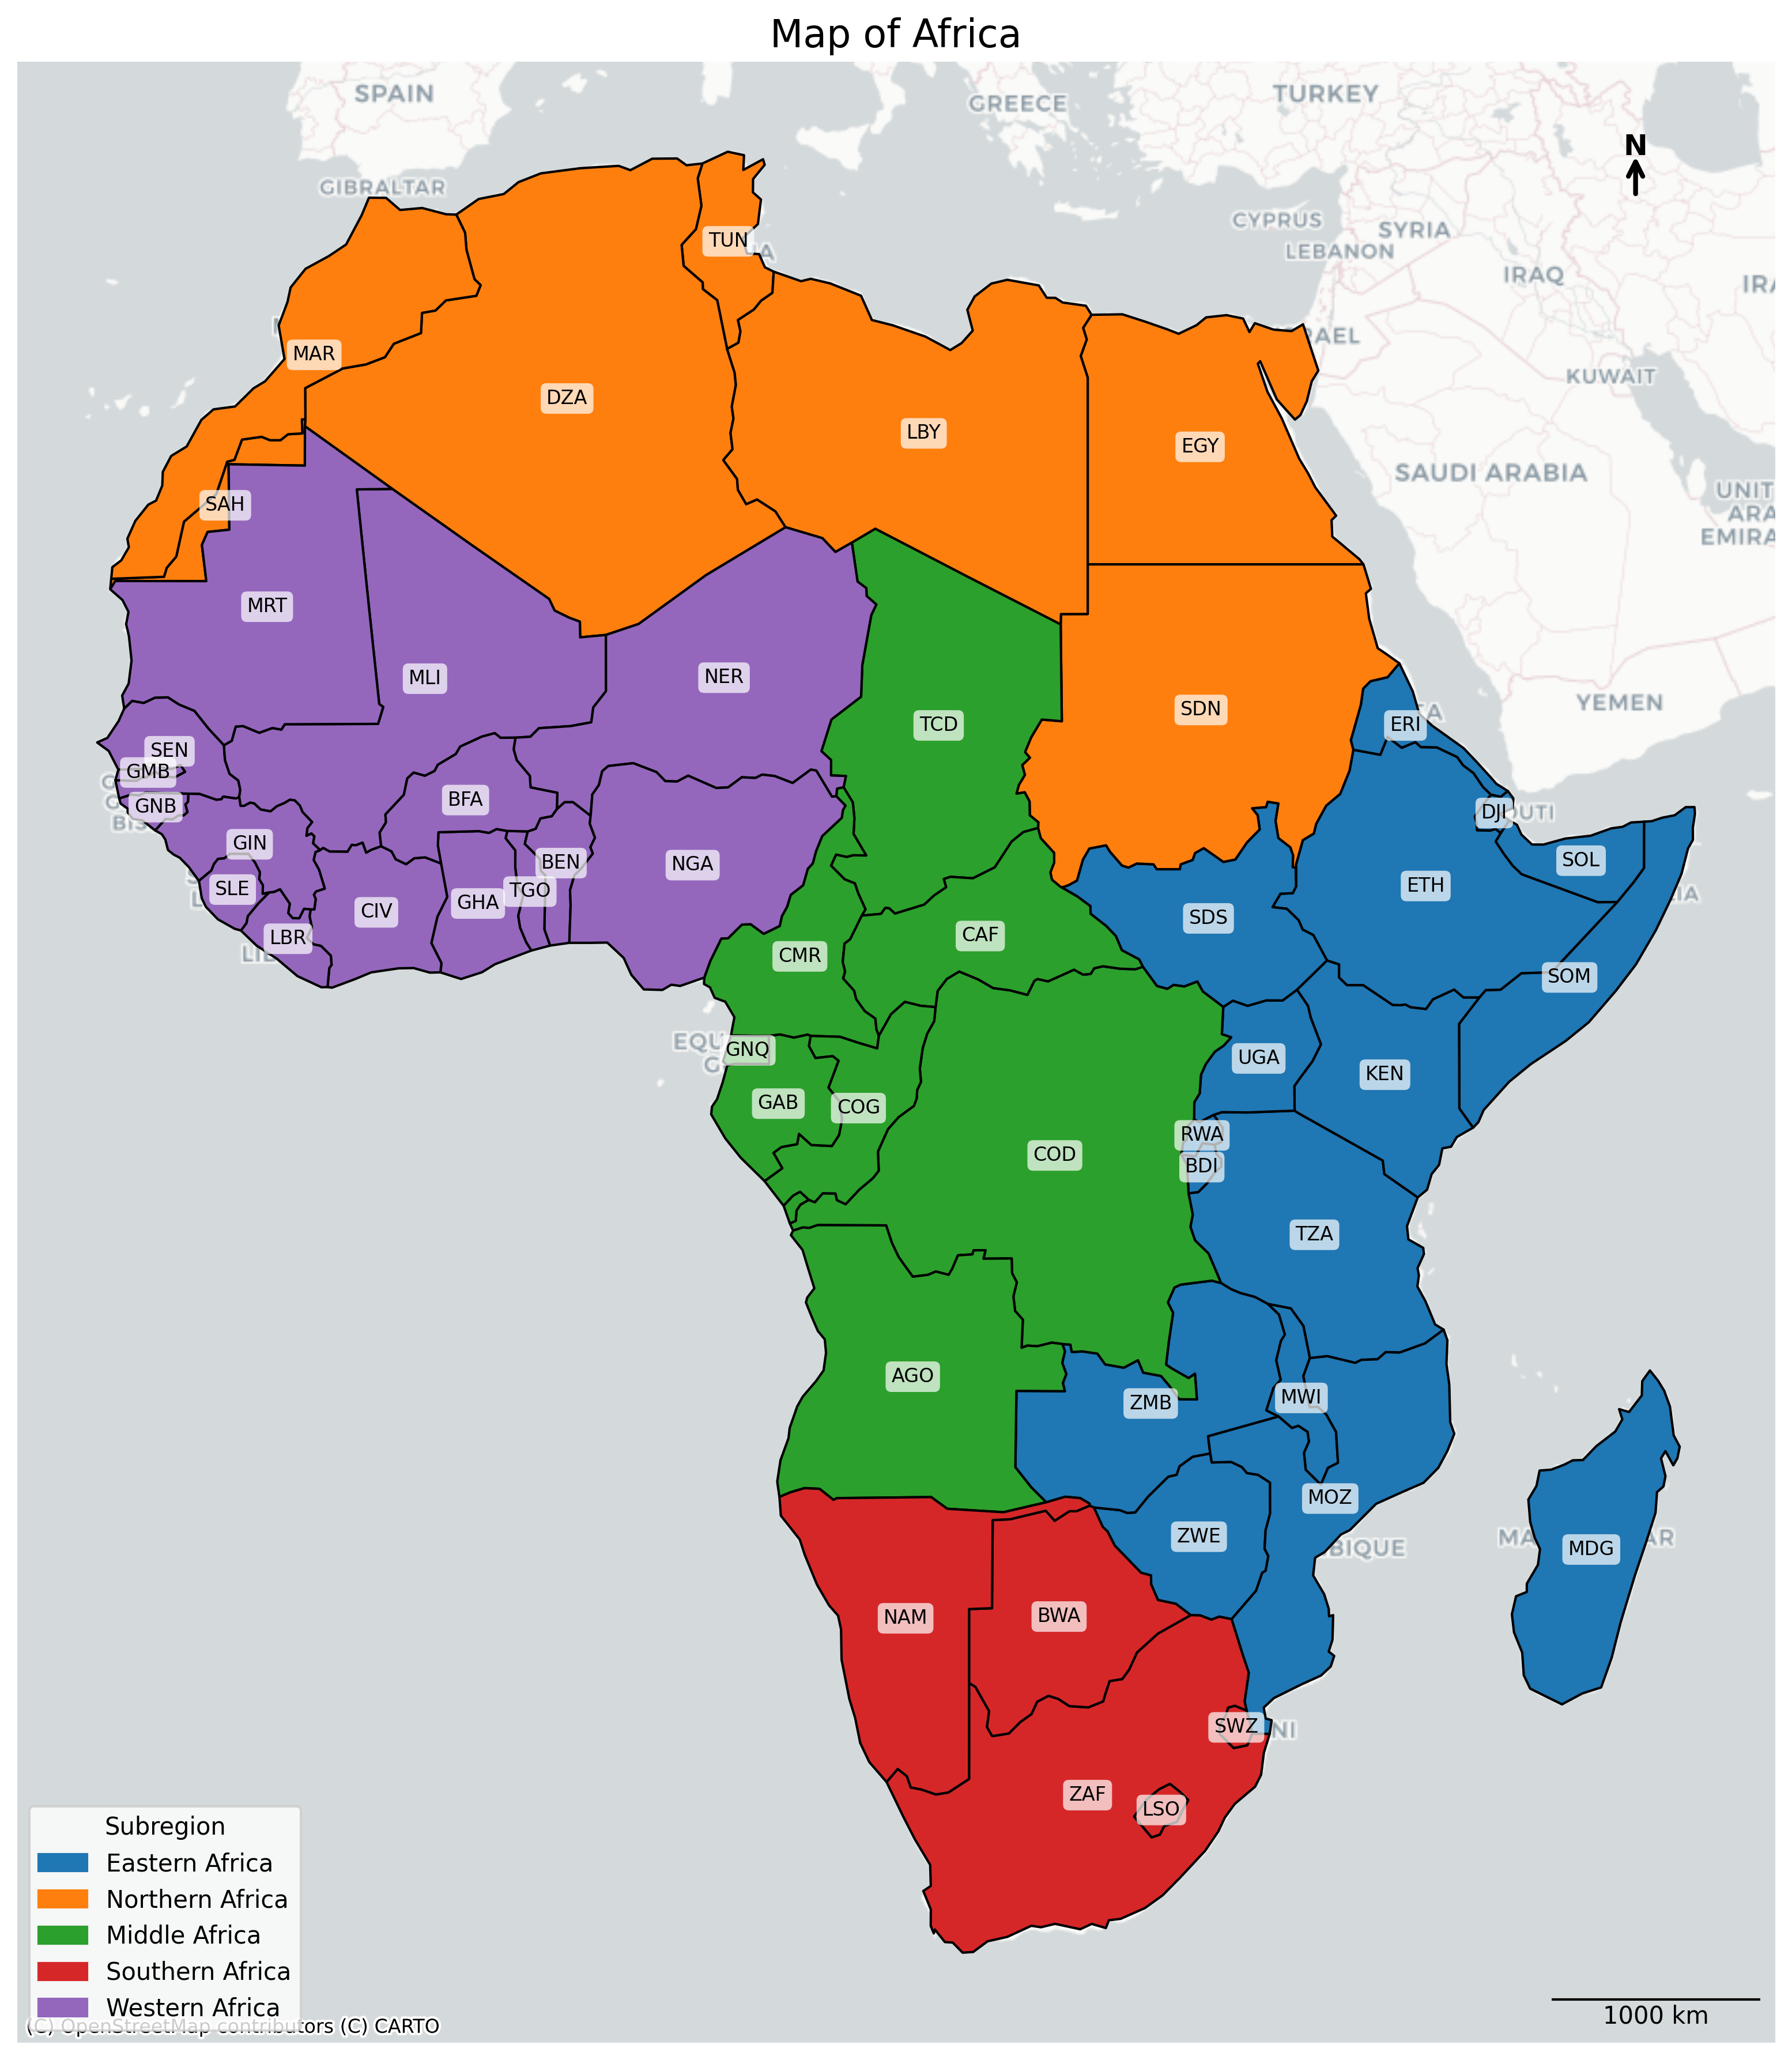 Map of Africa
SPAIN
GREECE
TURKEY
N
GIBRALTAR
CYPRUS
SYRIA
LEBANON
TUN
IRAQ
MAR
KUWAIT
DZA
LBY
EGY
SAUDI ARABIA
SAH
UNIT
ARA
EMIRA
MRT
MLI
NER
SDN
YEMEN
TCD
ERI
SEN
GMB
BFA
GNB
DJI
GIN
BEN
NGA
SOL
SLE
TGO
ETH
GHA
CIV
SDS
LBR
CAF
CMR
SOM
GNQ
UGA
KEN
GAB
COG
RWA
COD
BDI
TZA
AGO
MWI
ZMB
MOZ
ZWE
MDG
NAM
BWA
SWZ
ZAF
LSO
Subregion
Eastern Africa
Northern Africa
Middle Africa
Southern Africa
Western Africa
(C) OpenStreetMap contributors (C) CARTO
1000 km